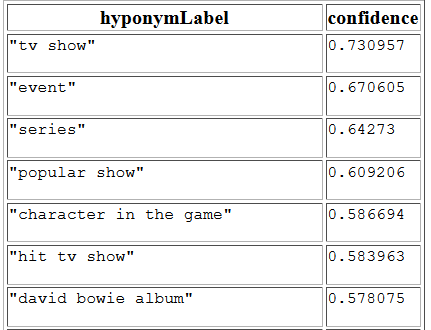 hyponymLabel confidence
"tv show" 0.730957
"event" 0.670605
"series" 0.64273
"popular show" 0.609206
"character in the game" 0.586694
"hit tv show" 0.583963
"david bowie album" 0.578075